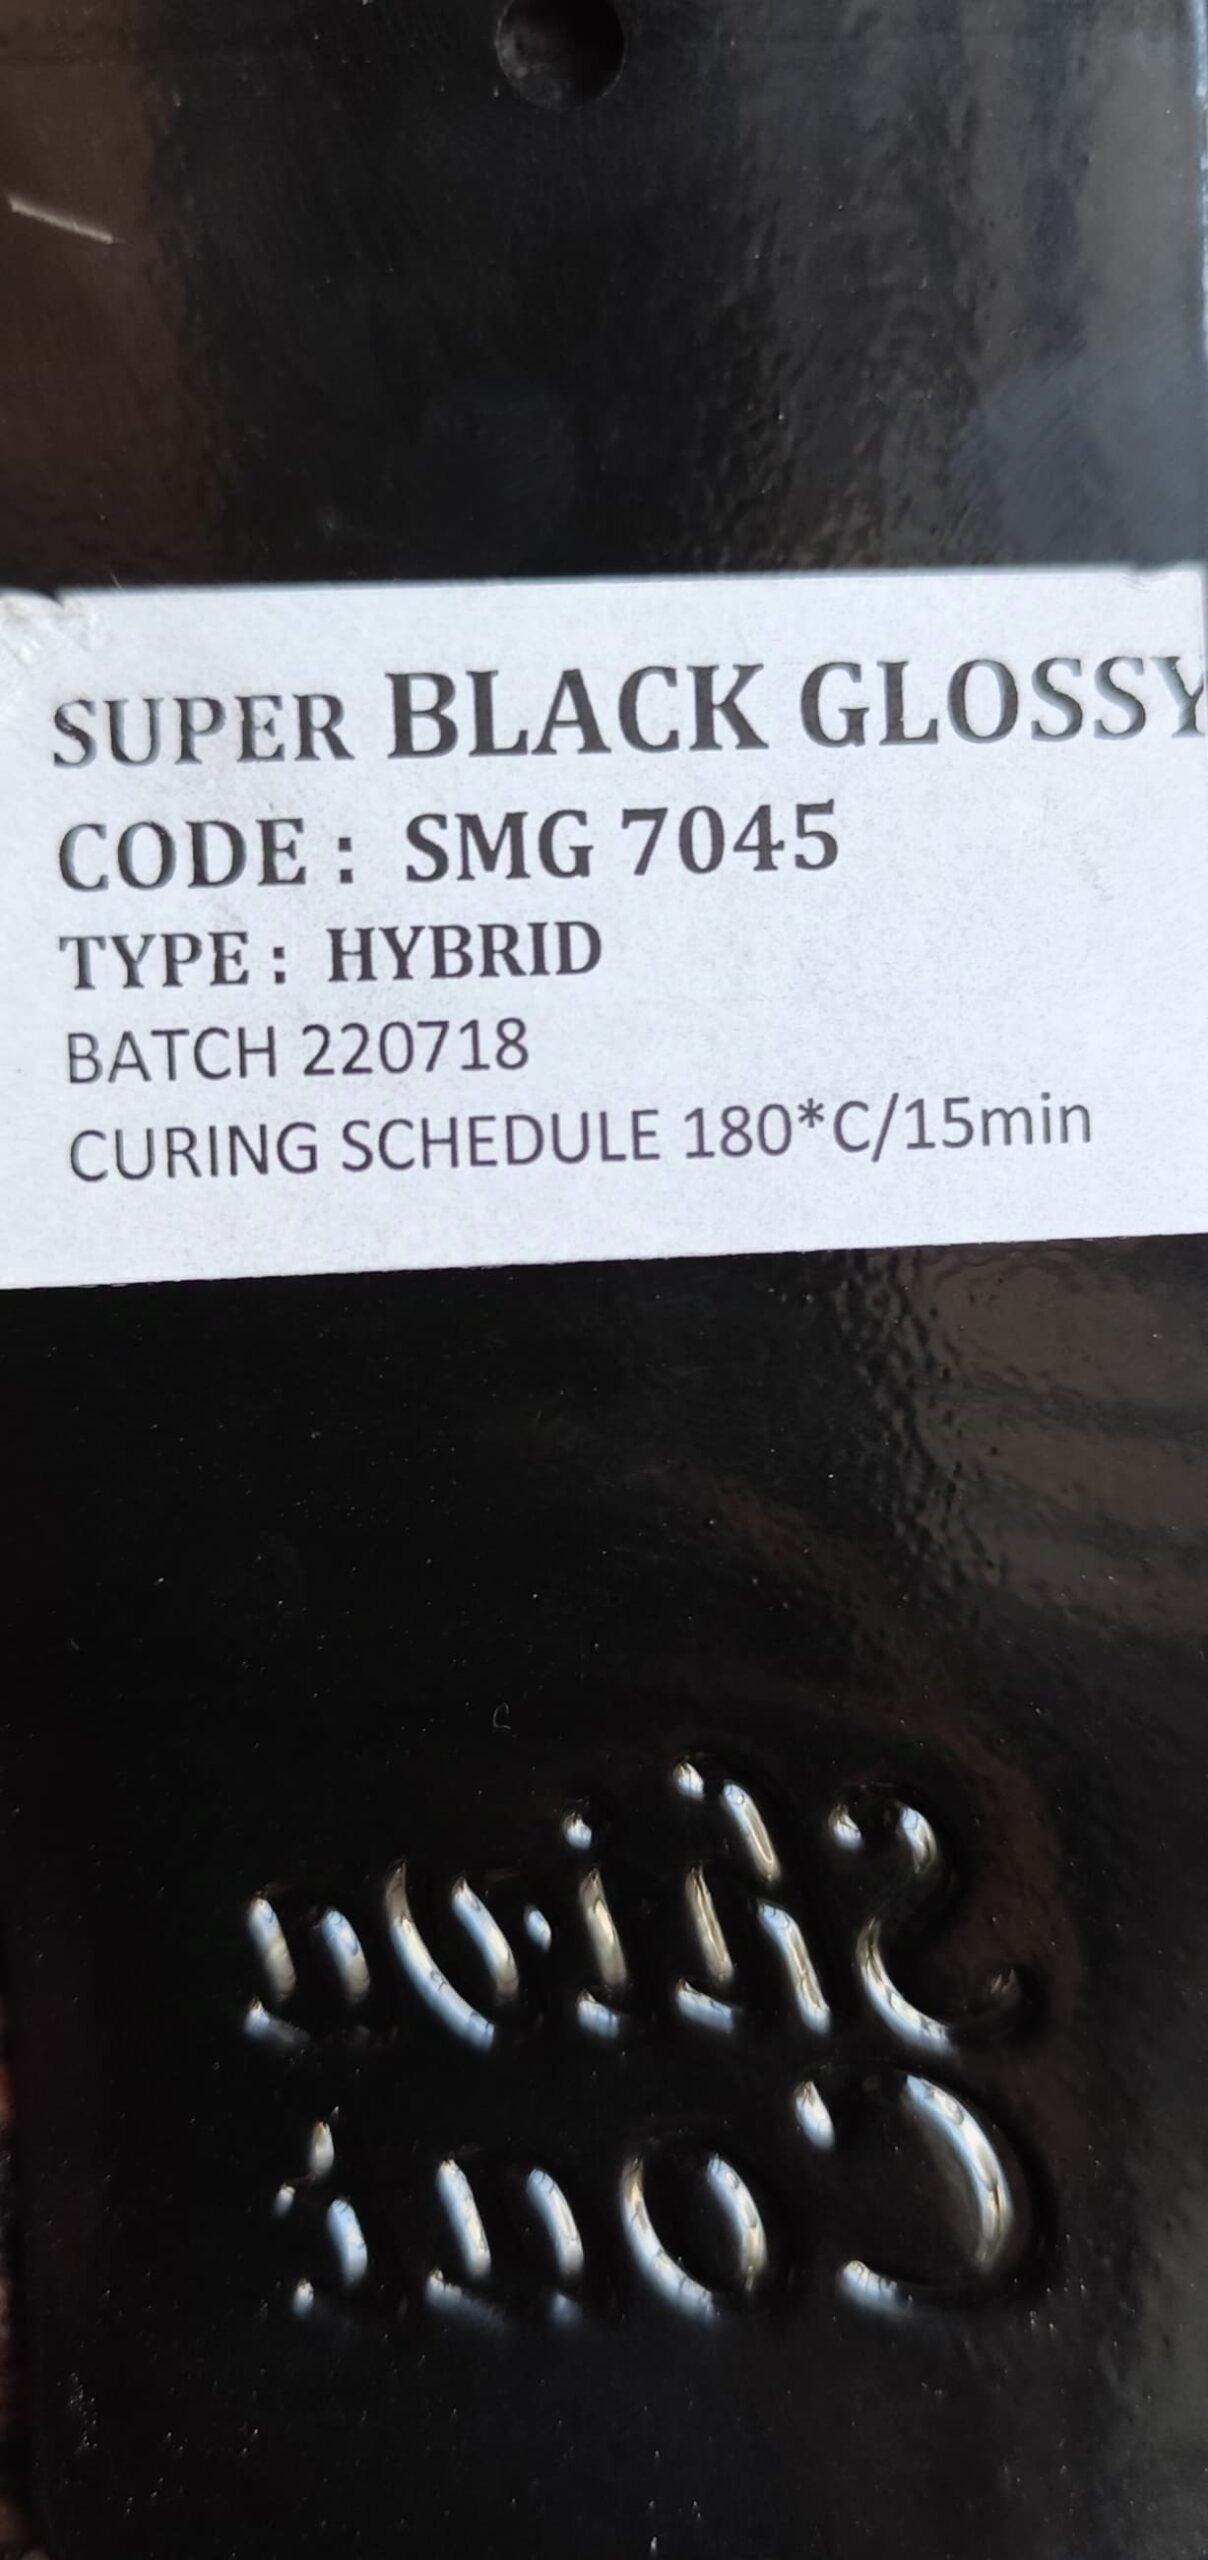 SUPER BLACK GLOSSY
CODE : SMG 7045
TYPE : HYBRID
BATCH 220718
CURING SCHEDULE 180*C/15min